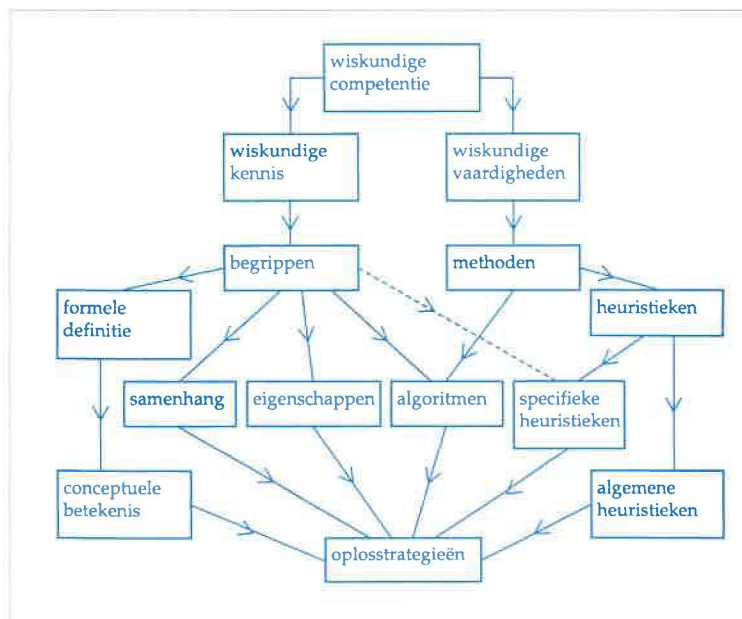 wiskundige
competentie
wiskundige
kennis
wiskundige
vaardigheden
begrippen
methoden
formele
definitie
heuristieken
samenhang
eigenschappen
algoritmen
specifieke
heuristieken
conceptuele
betekenis
algemene
heuristieken
oplosstrategieën